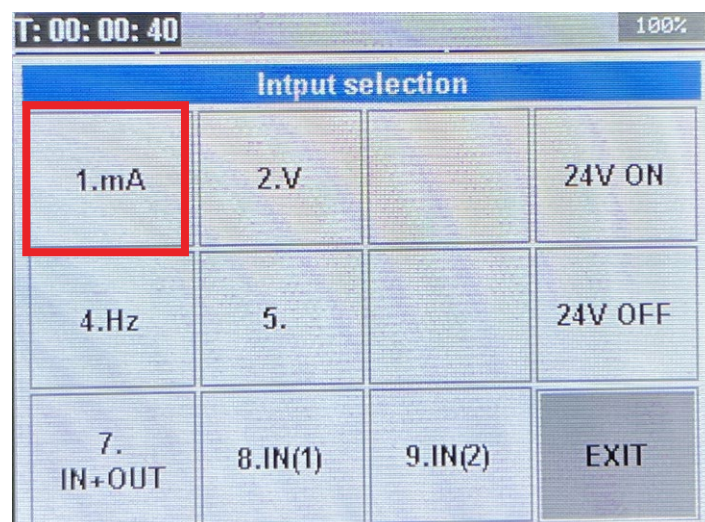 T: 00: 00: 40
100%
Intput selection
1.mA
2.V
24V ON
4.Hz
5.
24V OFF
7.
IN+OUT
8.IN(1)
9.IN(2)
EXIT